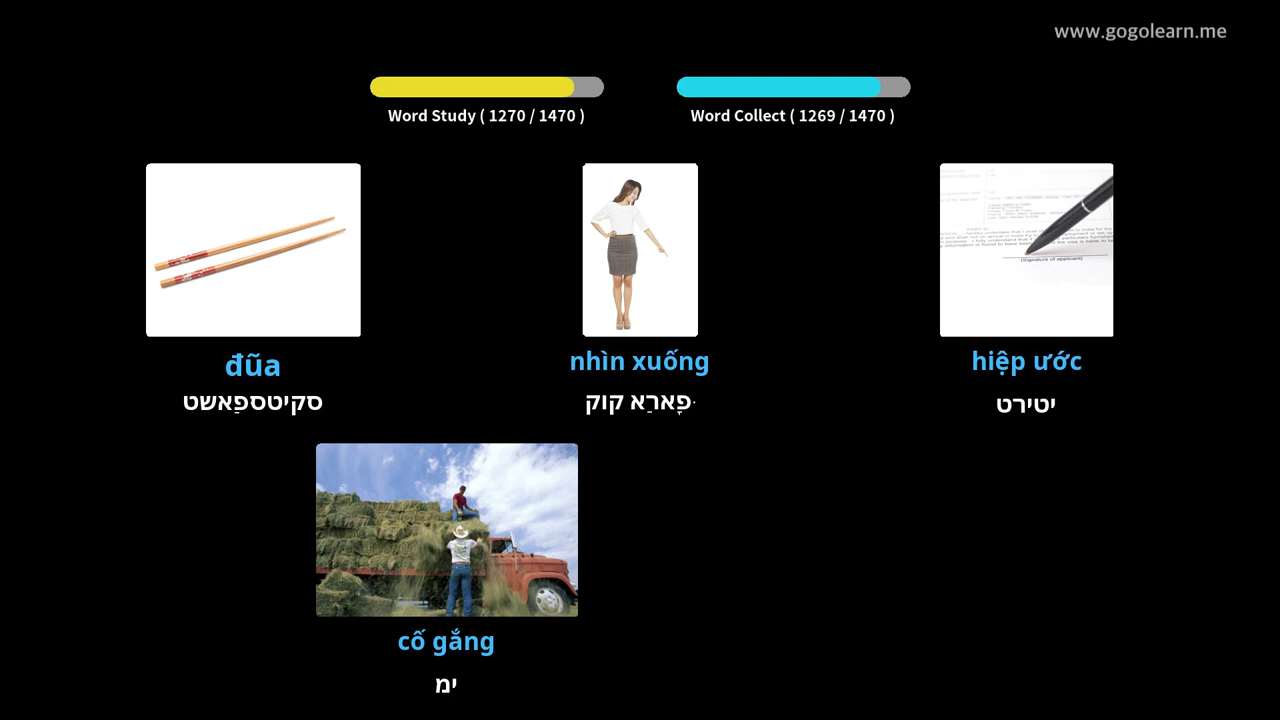 www.gogolearn.me
Word Study ( 1270 / 1470 )
Word Collect ( 1269 / 1470 )
đũa
סקיטספַאשט
nhìn xuống
פָארַא קוק
hiệp ước
יטירט
cố gắng
ימ